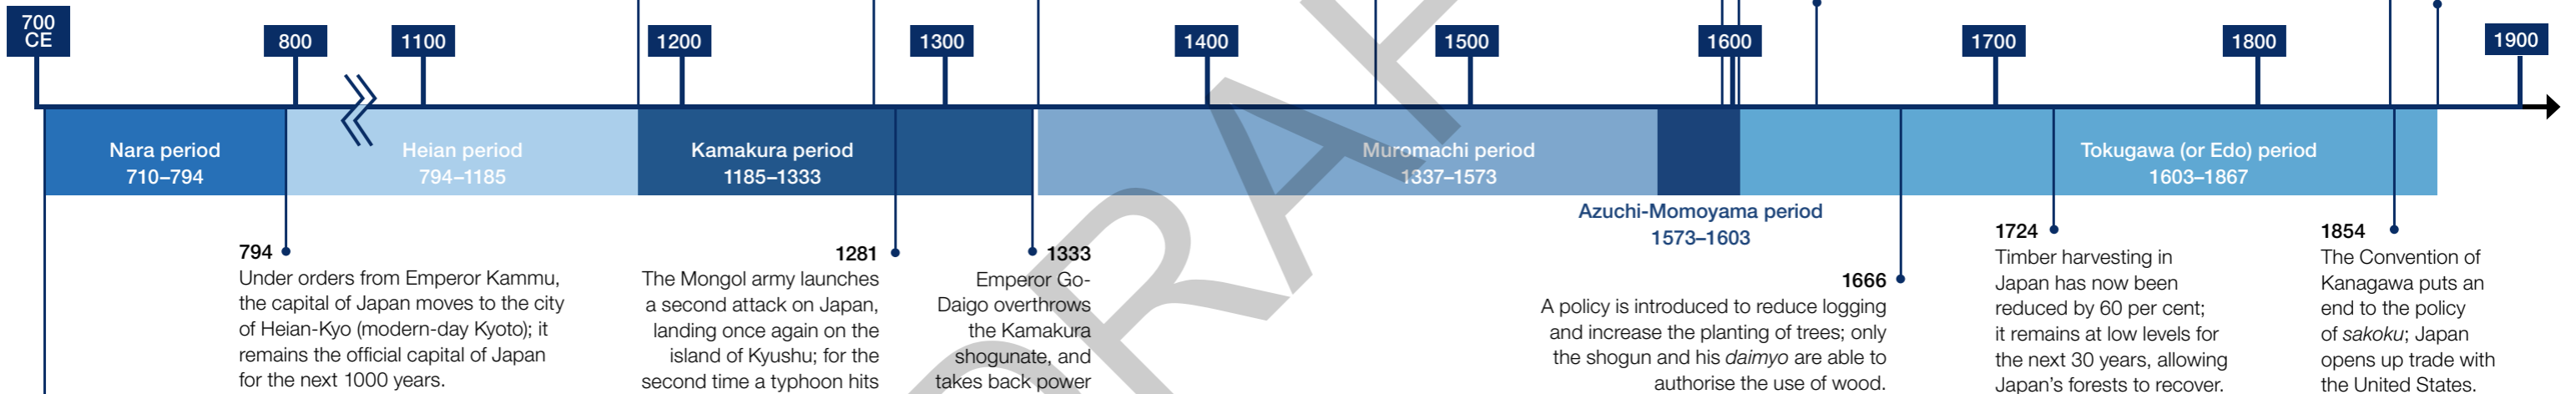 700
CE
800
1100
1200
1300
1400
1500
1600
1700
1800
1900
Nara period
710–794
Heian period
794–1185
Kamakura period
1185–1333
Muromachi period
1337–1573
Azuchi-Momoyama period
1573–1603
Tokugawa (or Edo) period
1603–1867
794
Under orders from Emperor Kammu,
the capital of Japan moves to the city
of Heian-Kyo (modern-day Kyoto); it
remains the official capital of Japan
for the next 1000 years.
1281
The Mongol army launches
a second attack on Japan,
landing once again on the
island of Kyushu; for the
second time a typhoon hits
1333
Emperor Go-
Daigo overthrows
the Kamakura
shogunate, and
takes back power
1666
A policy is introduced to reduce logging
and increase the planting of trees; only
the shogun and his daimyo are able to
authorise the use of wood.
1724
Timber harvesting in
Japan has now been
reduced by 60 per cent;
it remains at low levels for
the next 30 years, allowing
Japan's forests to recover.
1854
The Convention of
Kanagawa puts an
end to the policy
of sakoku; Japan
opens up trade with
the United States.